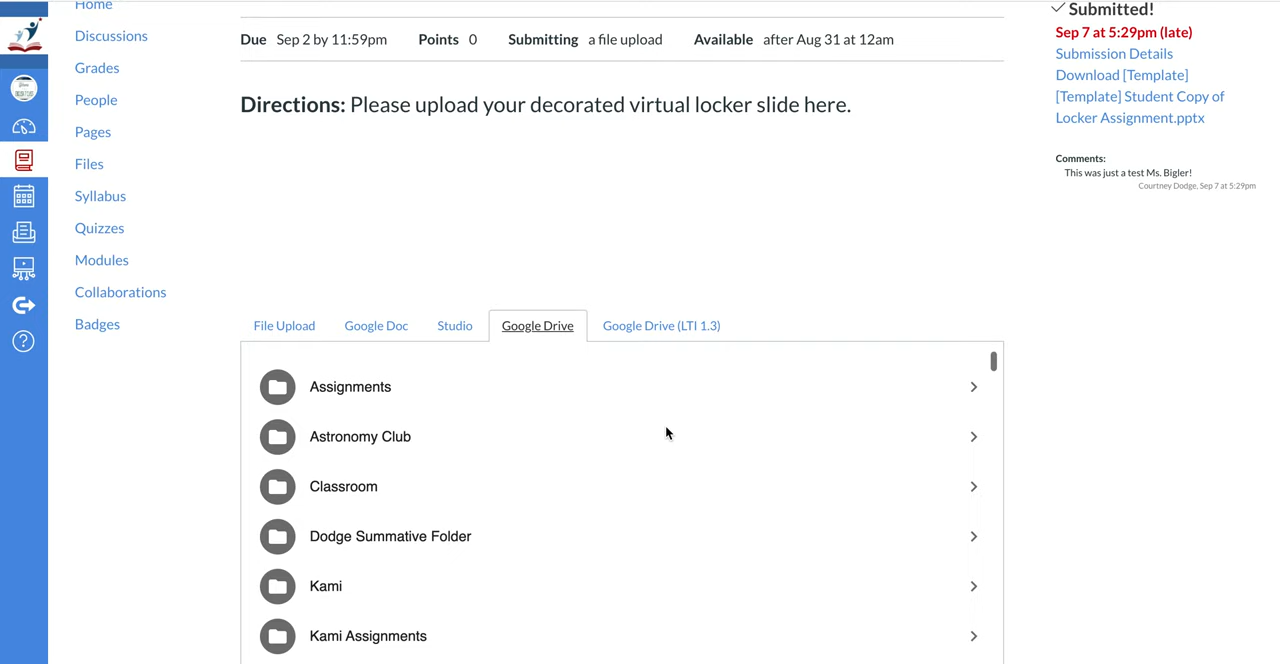 Home
Discussions
Grades
People
Pages
Files
Syllabus
Quizzes
Modules
Collaborations
Badges
Due Sep 2 by 11:59pm Points 0 Submitting a file upload Available after Aug 31 at 12am
Directions: Please upload your decorated virtual locker slide here.
File Upload Google Doc Studio Google Drive Google Drive (LTI 1.3)
Assignments
Astronomy Club
Classroom
Dodge Summative Folder
Kami
Kami Assignments
Submitted!
Sep 7 at 5:29pm (late)
Submission Details
Download [Template]
[Template] Student Copy of
Locker Assignment.pptx
Comments:
This was just a test Ms. Bigler!
Courtney Dodge, Sep 7 at 5:29pm